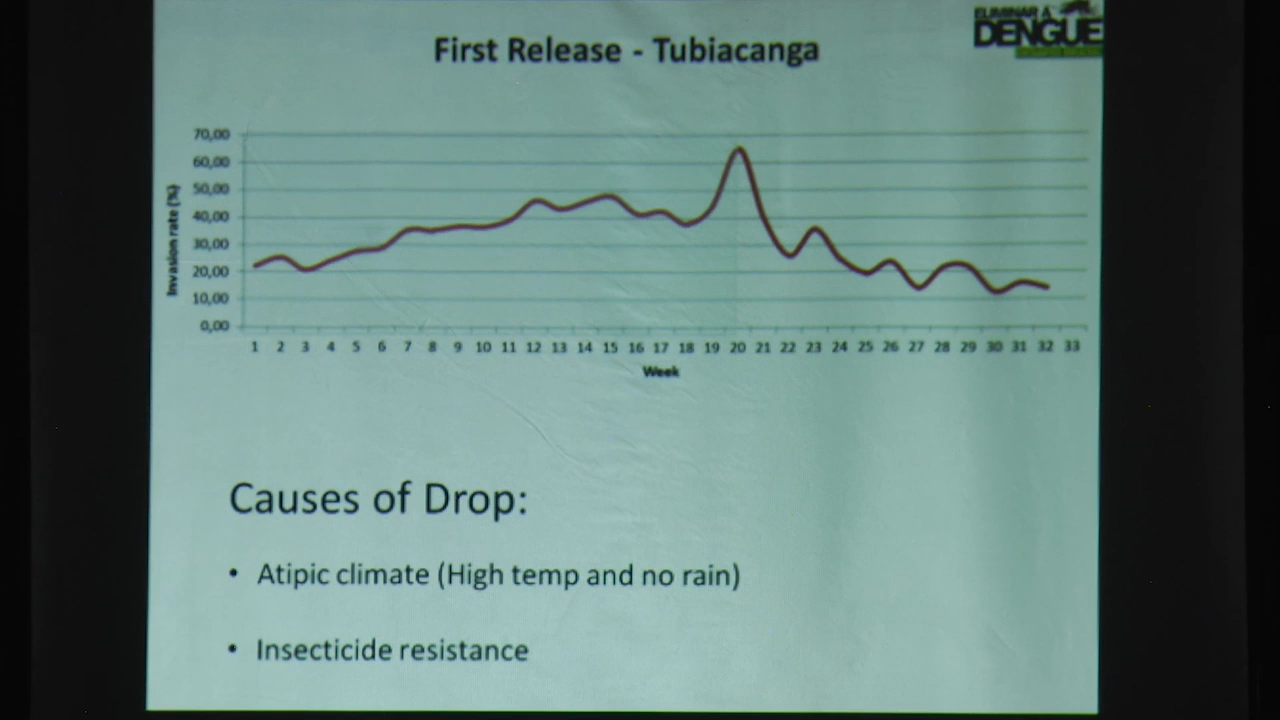 ELIMINAR A
DENGUE
First Release - Tubiacanga
70,00
60,00
50,00
40,00
30,00
20,00
10,00
0,00
Invasion rate (%)
1 2 3 4 5 6 7 8 9 10 11 12 13 14 15 16 17 18 19 20 21 22 23 24 25 26 27 28 29 30 31 32 33
Week
Causes of Drop:
• Atipic climate (High temp and no rain)
• Insecticide resistance